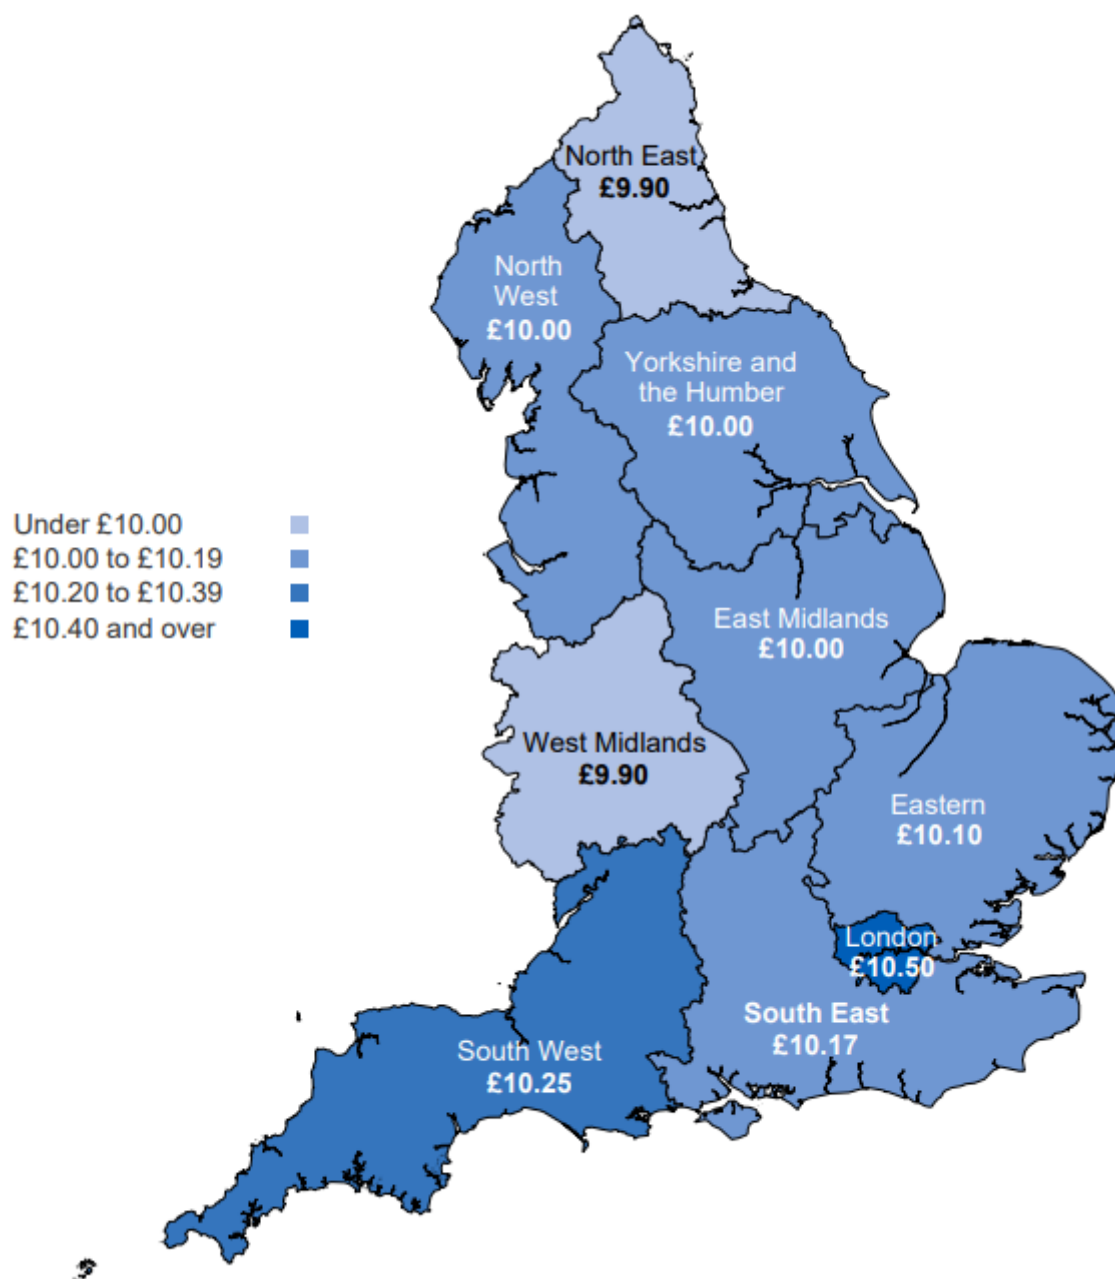 North East
£9.90
North
West
£10.00
Yorkshire and
the Humber
£10.00
Under £10.00
£10.00 to £10.19
£10.20 to £10.39
£10.40 and over
East Midlands
£10.00
West Midlands
£9.90
Eastern
£10.10
London
£10.50
South East
£10.17
South West
£10.25